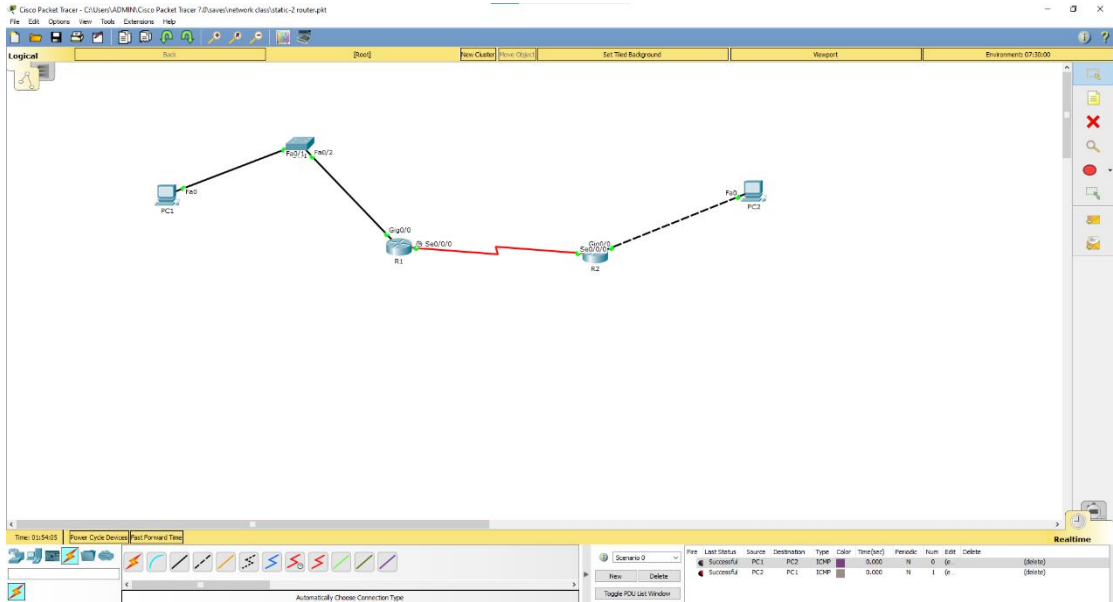 Cisco Packet Tracer - C:\Users\ADMIN\Cisco Packet Tracer 7.0\saves\network class\static-2 router.pkt
File Edit Options View Tools Extensions Help
Logical Back [Root] New Cluster Move Object Set Tiled Background Viewport Environment: 07:30:00
Fa0/1 Fa0/2
Fa0
PC1
Fa0
PC2
Gig0/0
Se0/0/0
R1
Gig0/0
Se0/0/0
R2
Time: 01:54:05 Power Cycle Devices Fast Forward Time Realtime
Scenario 0
New Delete
Toggle PDU List Window
Automatically Choose Connection Type
Fire Last Status Source Destination Type Color Time(sec) Periodic Num Edit Delete
Successful PC1 PC2 ICMP 0.000 N 0 (e... (delete)
Successful PC2 PC1 ICMP 0.000 N 1 (e... (delete)